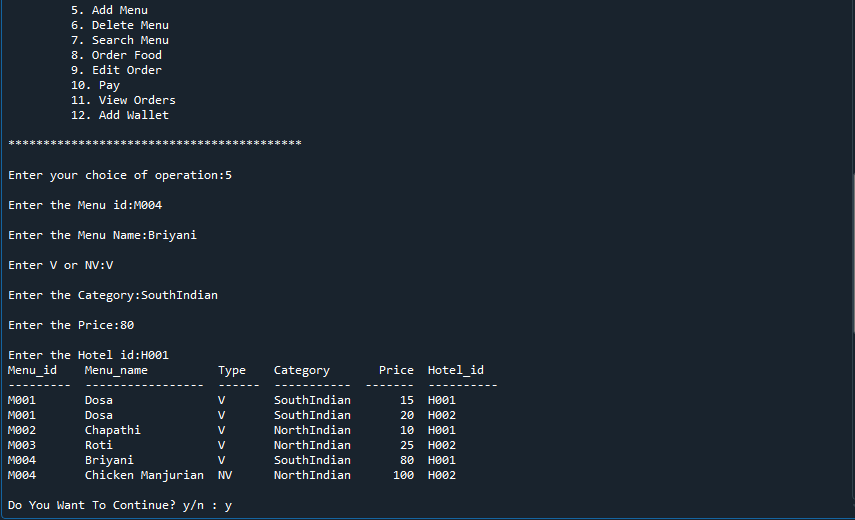 5. Add Menu
6. Delete Menu
7. Search Menu
8. Order Food
9. Edit Order
10. Pay
11. View Orders
12. Add Wallet
******************************************
Enter your choice of operation:5
Enter the Menu id:M004
Enter the Menu Name:Briyani
Enter V or NV:V
Enter the Category:SouthIndian
Enter the Price:80
Enter the Hotel id:H001
Menu_id    Menu_name          Type    Category       Price  Hotel_id
---------  -----------------  ------  -----------  -------  ----------
M001       Dosa               V       SouthIndian       15  H001
M001       Dosa               V       SouthIndian       20  H002
M002       Chapathi           V       NorthIndian       10  H001
M003       Roti               V       NorthIndian       25  H002
M004       Briyani            V       SouthIndian       80  H001
M004       Chicken Manjurian  NV      NorthIndian      100  H002
Do You Want To Continue? y/n : y